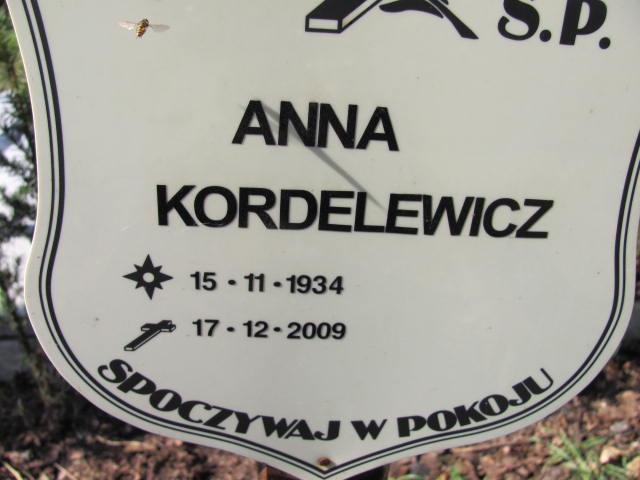 Ś.P.
ANNA
KORDELEWICZ
15·11·1934
17·12·2009
SPOCZYWAJ W POKOJU